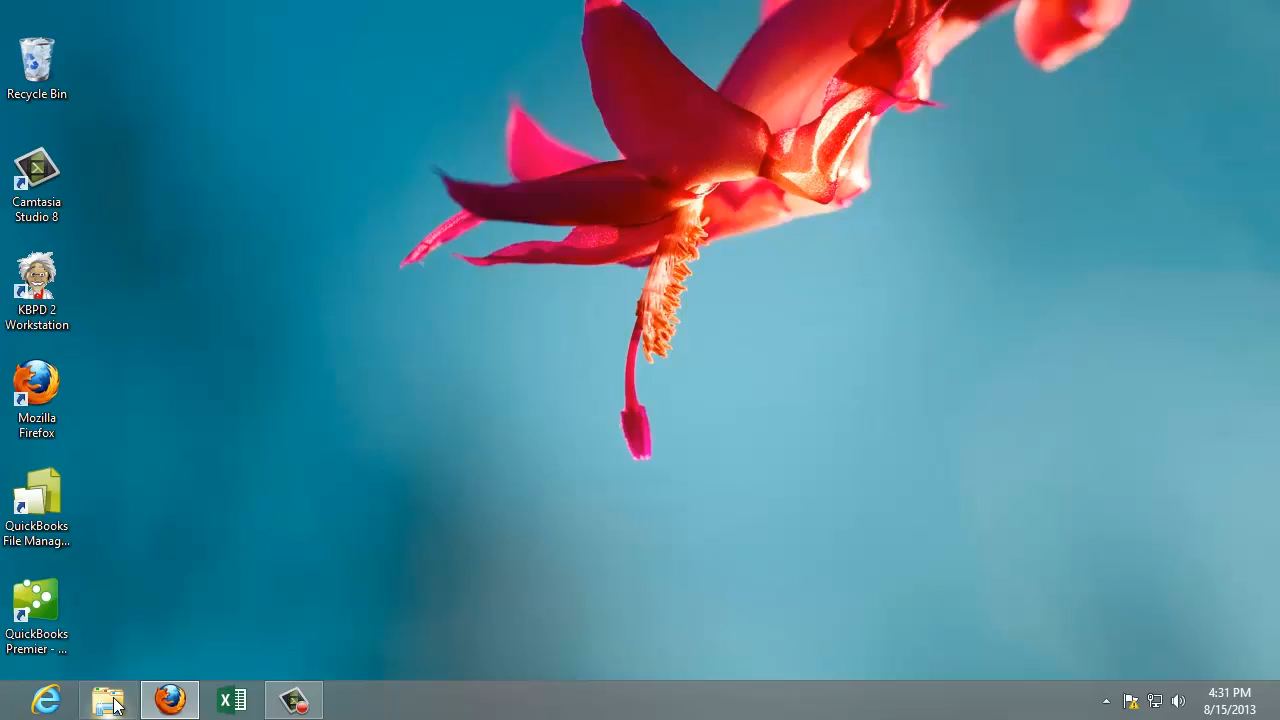 Recycle Bin
Camtasia
Studio 8
KBPD 2
Workstation
Mozilla
Firefox
QuickBooks
File Manag...
QuickBooks
Premier - ...
4:31 PM
8/15/2013